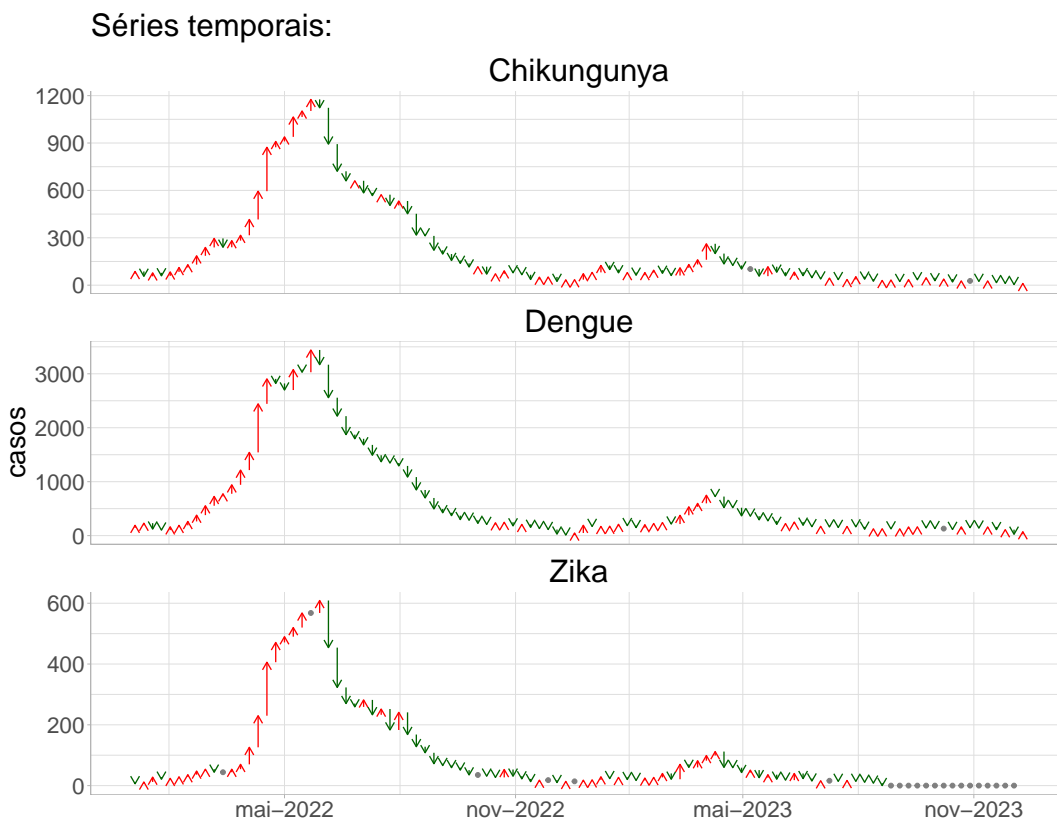 Séries temporais:
Chikungunya
1200
900
600
300
0
Dengue
3000
2000
1000
0
casos
Zika
600
400
200
0
mai−2022 nov−2022 mai−2023 nov−2023